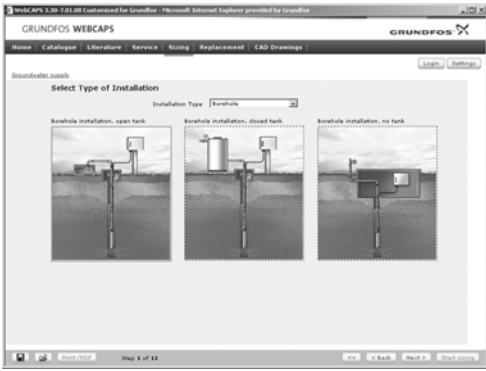 WebCAPS 3.30-7.01.08 Customized for Grundfos - Microsoft Internet Explorer provided by Grundfos
GRUNDFOS WEBCAPS
GRUNDFOS
Home Catalogue Literature Service Sizing Replacement CAD Drawings
Login Settings
Groundwater supply
Select Type of Installation
Installation Type Borehole
Borehole installation, open tank Borehole installation, closed tank Borehole installation, no tank
Print/PDF Step 1 of 11 << < Back Next > Start sizing